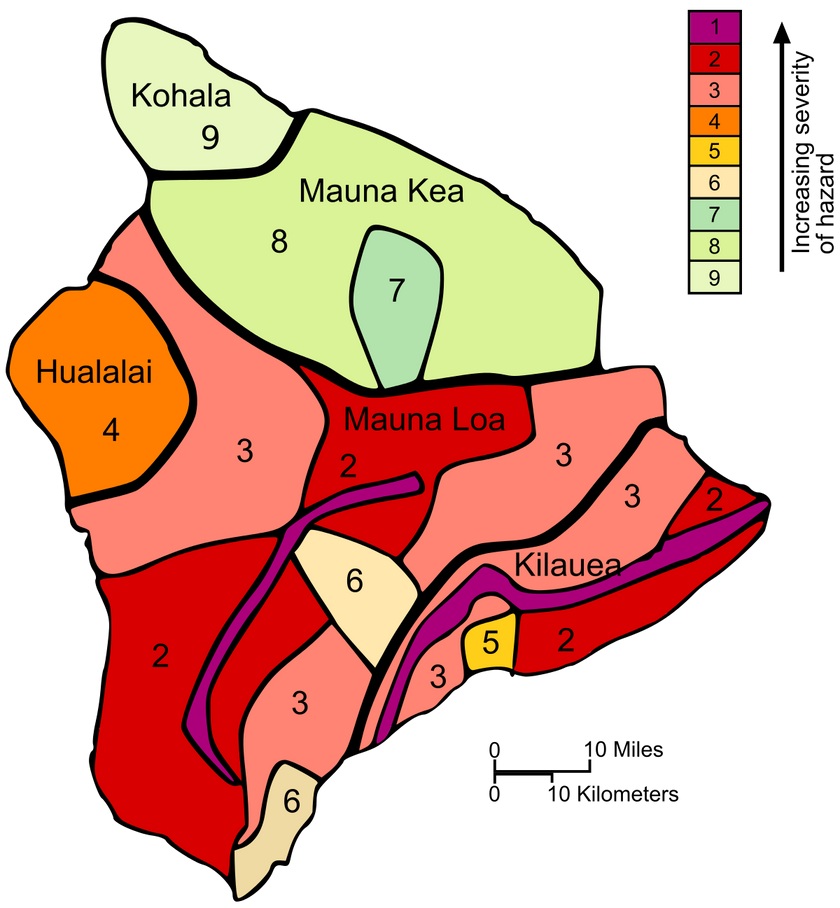 Kohala
9
Mauna Kea
8
7
Hualalai
4
3
Mauna Loa
2
3
3
2
6
Kilauea
2
5
2
3
3
6
1
2
3
4
5
6
7
8
9
Increasing severity
of hazard
0 10 Miles
0 10 Kilometers